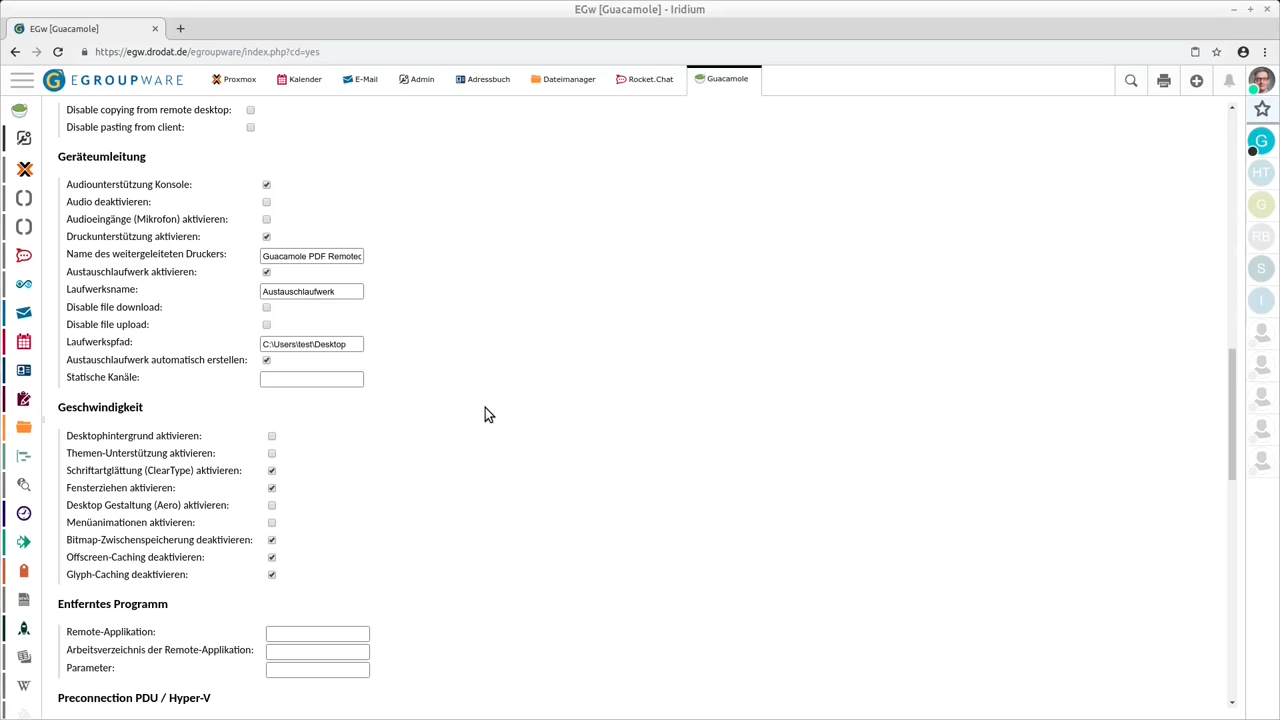 EGw [Guacamole] - Iridium
EGw [Guacamole]
https://egw.drodat.de/egroupware/index.php?cd=yes
EGROUPWARE
Proxmox
Kalender
E-Mail
Admin
Adressbuch
Dateimanager
Rocket.Chat
Guacamole
Disable copying from remote desktop:
Disable pasting from client:
Geräteumleitung
Audiounterstützung Konsole:
Audio deaktivieren:
Audioeingänge (Mikrofon) aktivieren:
Druckunterstützung aktivieren:
Name des weitergeleiteten Druckers: Guacamole PDF Remotec
Austauschlaufwerk aktivieren:
Laufwerksname: Austauschlaufwerk
Disable file download:
Disable file upload:
Laufwerkspfad: C:\Users\test\Desktop
Austauschlaufwerk automatisch erstellen:
Statische Kanäle:
Geschwindigkeit
Desktophintergrund aktivieren:
Themen-Unterstützung aktivieren:
Schriftartglättung (ClearType) aktivieren:
Fensterziehen aktivieren:
Desktop Gestaltung (Aero) aktivieren:
Menüanimationen aktivieren:
Bitmap-Zwischenspeicherung deaktivieren:
Offscreen-Caching deaktivieren:
Glyph-Caching deaktivieren:
Entferntes Programm
Remote-Applikation:
Arbeitsverzeichnis der Remote-Applikation:
Parameter:
Preconnection PDU / Hyper-V
G
HT
G
RB
S
I
W